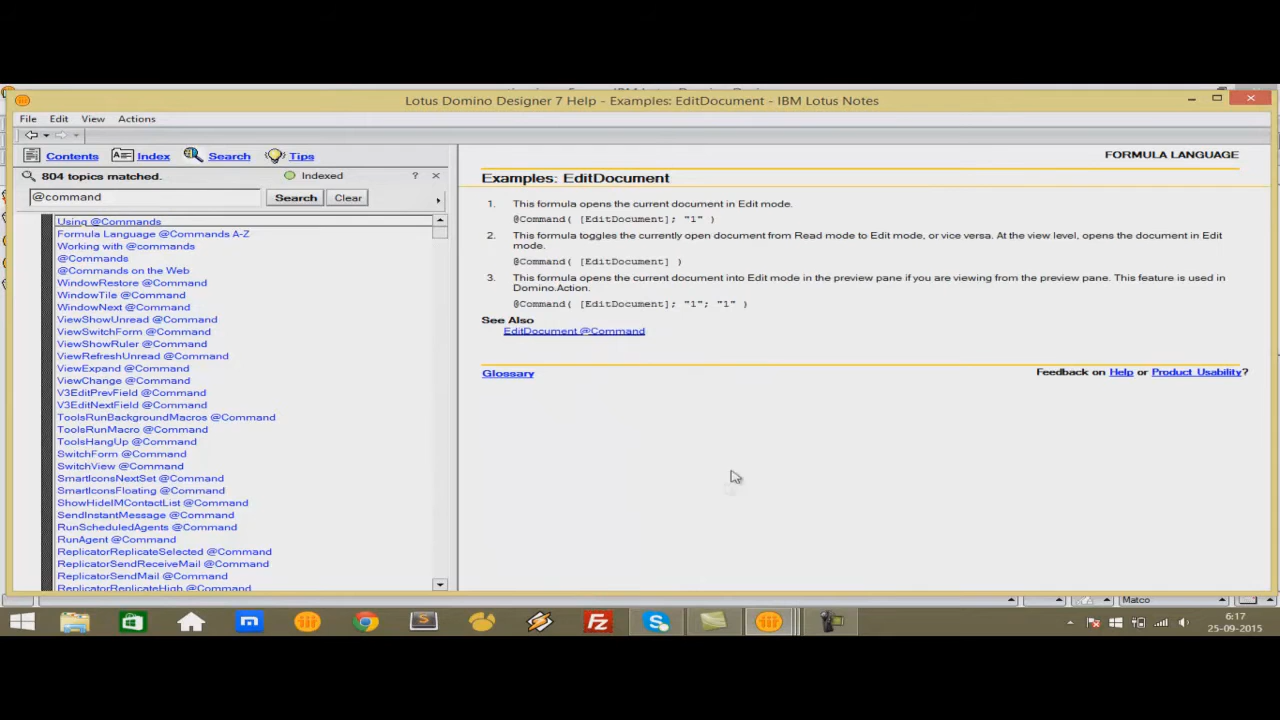 Lotus Domino Designer 7 Help - Examples: EditDocument - IBM Lotus Notes
File Edit View Actions
Contents Index Search Tips
804 topics matched. Indexed ?
@command Search Clear
Using @Commands
Formula Language @Commands A-Z
Working with @commands
@Commands
@Commands on the Web
WindowRestore @Command
WindowTile @Command
WindowNext @Command
ViewShowUnread @Command
ViewSwitchForm @Command
ViewShowRuler @Command
ViewRefreshUnread @Command
ViewExpand @Command
ViewChange @Command
V3EditPrevField @Command
V3EditNextField @Command
ToolsRunBackgroundMacros @Command
ToolsRunMacro @Command
ToolsHangUp @Command
SwitchForm @Command
SwitchView @Command
SmartIconsNextSet @Command
SmartIconsFloating @Command
ShowHideIMContactList @Command
SendInstantMessage @Command
RunScheduledAgents @Command
RunAgent @Command
ReplicatorReplicateSelected @Command
ReplicatorSendReceiveMail @Command
ReplicatorSendMail @Command
ReplicatorReplicateHigh @Command
FORMULA LANGUAGE
Examples: EditDocument
1. This formula opens the current document in Edit mode.
@Command( [EditDocument]; "1" )
2. This formula toggles the currently open document from Read mode to Edit mode, or vice versa. At the view level, opens the document in Edit
mode.
@Command( [EditDocument] )
3. This formula opens the current document into Edit mode in the preview pane if you are viewing from the preview pane. This feature is used in
Domino.Action.
@Command( [EditDocument]; "1"; "1" )
See Also
EditDocument @Command
Glossary
Feedback on Help or Product Usability?
Matco
6:17
25-09-2015